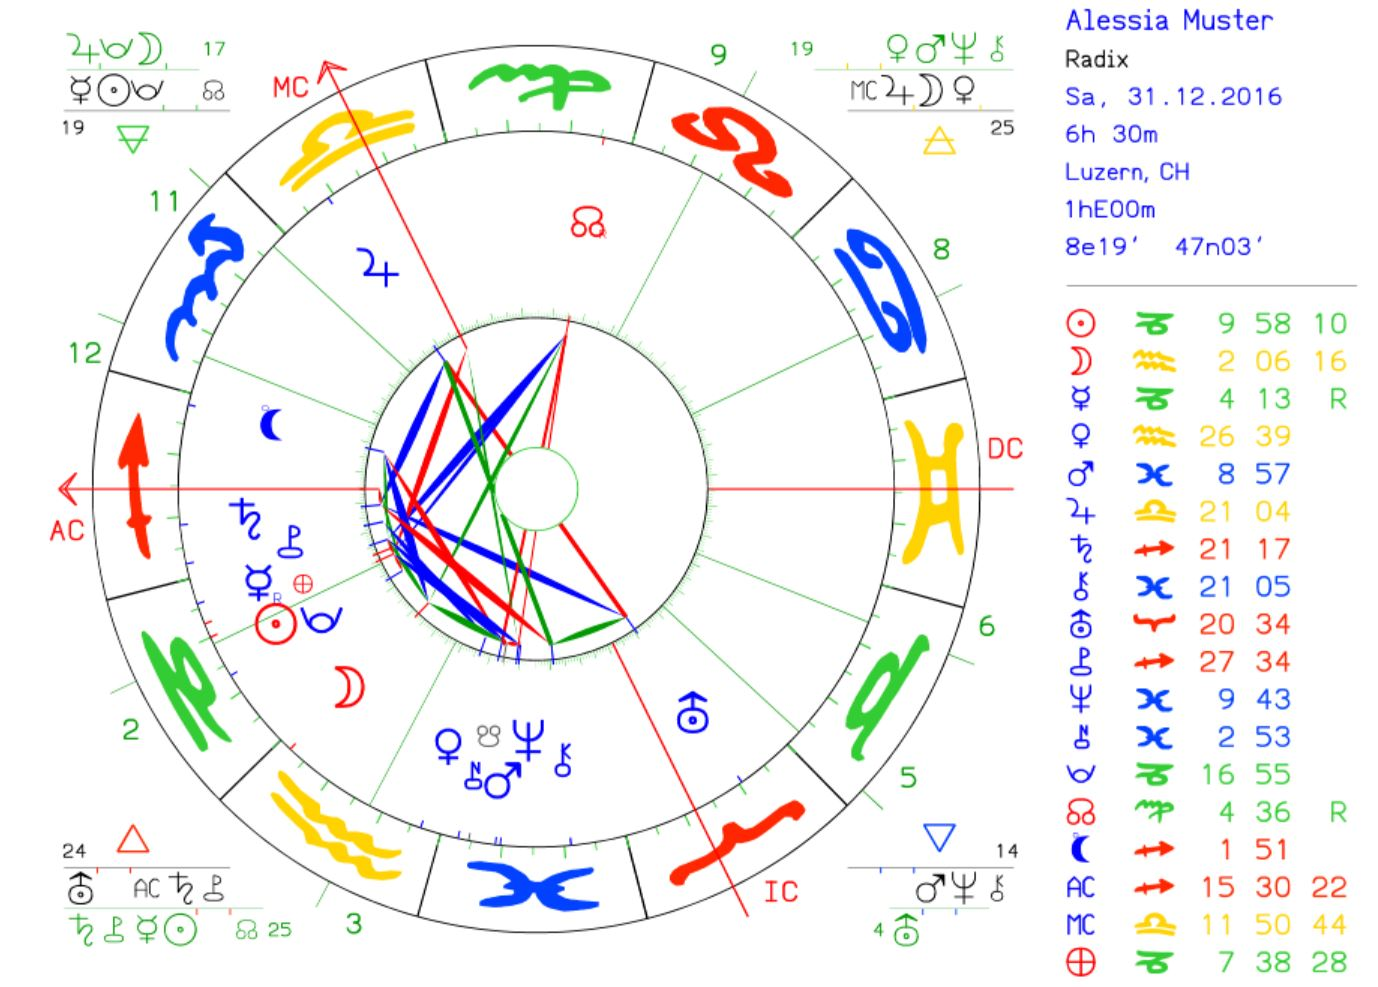 ♃ ⚶ ☽ 17
☿ ☉ ⚶ ☊
19
MC
9
19 ♀ ♂ ♆ ⚷
MC ♃ ☽ ♀
25
Alessia Muster
Radix
Sa, 31.12.2016
6h 30m
Luzern, CH
1hE00m
8e19' 47n03'
11
8
12
DC
AC
R
6
2
5
3
IC
24
AC ♄
♄ ☿ ☉ ☊ 25
14
♂ ♆ ⚷
4
☉ ♑ 9 58 10
☽ ♒ 2 06 16
☿ ♑ 4 13 R
♀ ♒ 26 39
♂ ♓ 8 57
♃ ♎ 21 04
♄ ♐ 21 17
⚷ ♓ 21 05
⛢ ♈ 20 34
♐ 27 34
♆ ♓ 9 43
♓ 2 53
♑ 16 55
☊ ♍ 4 36 R
⚸ ♐ 1 51
AC ♐ 15 30 22
MC ♎ 11 50 44
⊕ ♑ 7 38 28